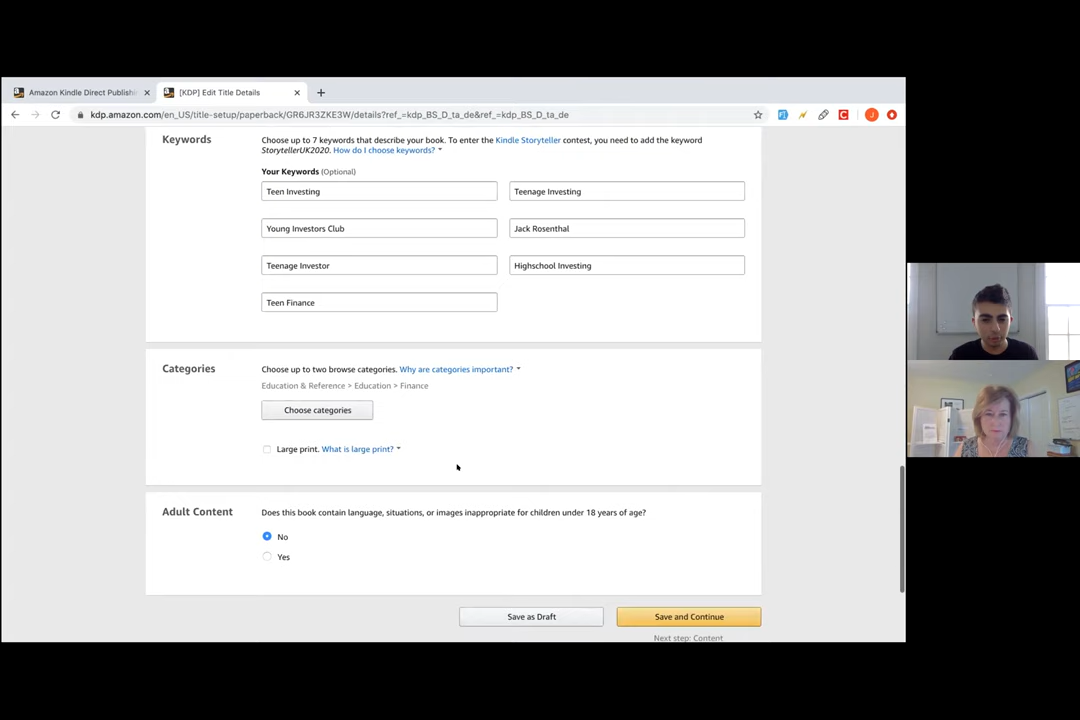 Amazon Kindle Direct Publishin
[KDP] Edit Title Details
kdp.amazon.com/en_US/title-setup/paperback/GR6JR3ZKE3W/details?ref_=kdp_BS_D_ta_de&ref_=kdp_BS_D_ta_de
Keywords
Choose up to 7 keywords that describe your book. To enter the Kindle Storyteller contest, you need to add the keyword
StorytellerUK2020. How do I choose keywords?
Your Keywords (Optional)
Teen Investing
Teenage Investing
Young Investors Club
Jack Rosenthal
Teenage Investor
Highschool Investing
Teen Finance
Categories
Choose up to two browse categories. Why are categories important?
Education & Reference > Education > Finance
Choose categories
Large print. What is large print?
Adult Content
Does this book contain language, situations, or images inappropriate for children under 18 years of age?
No
Yes
Save as Draft
Save and Continue
Next step: Content